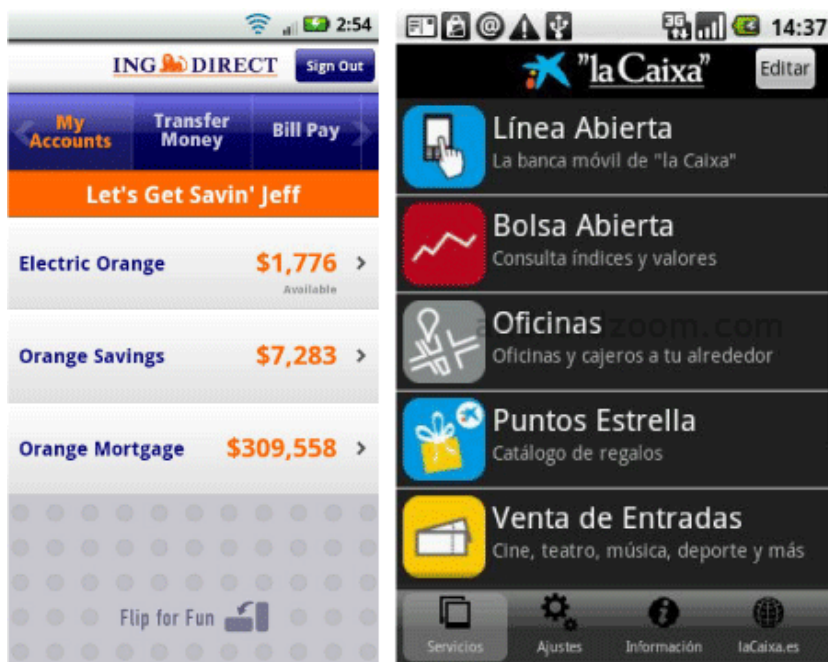 2:54
ING DIRECT
Sign Out
My Accounts
Transfer Money
Bill Pay
Let's Get Savin' Jeff
Electric Orange
$1,776
Available
Orange Savings
$7,283
Orange Mortgage
$309,558
Flip for Fun
3G
14:37
"la Caixa"
Editar
Línea Abierta
La banca móvil de "la Caixa"
Bolsa Abierta
Consulta índices y valores
Oficinas
androidzoom.com
Oficinas y cajeros a tu alrededor
Puntos Estrella
Catálogo de regalos
Venta de Entradas
Cine, teatro, música, deporte y más
Servicios
Ajustes
Información
laCaixa.es